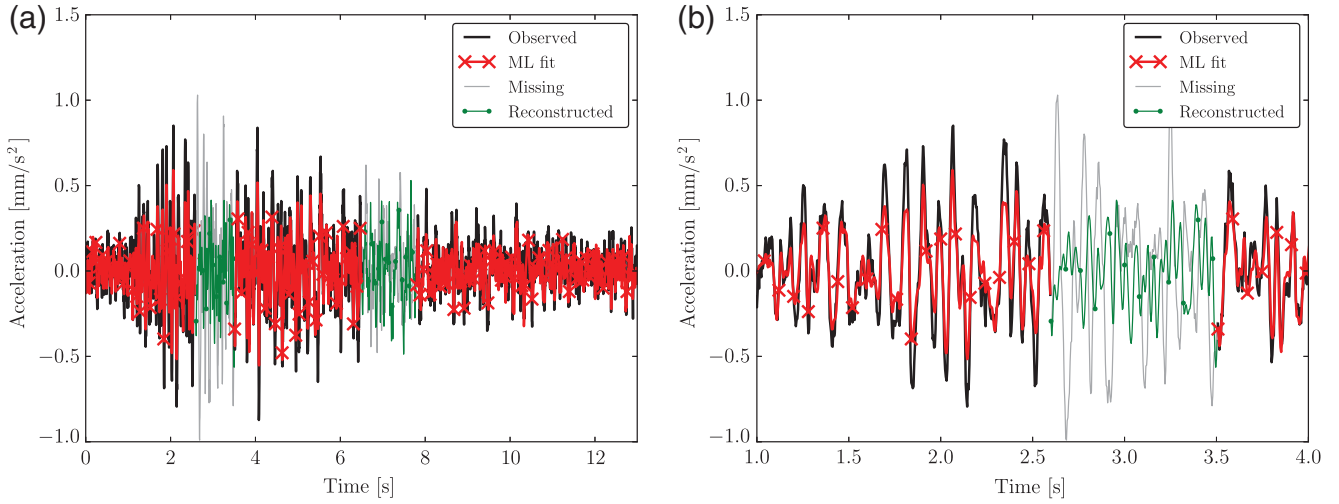 (a)
1.5
1.0
0.5
0.0
−0.5
−1.0
Acceleration [mm/s²]
0 2 4 6 8 10 12
Time [s]
Observed
ML fit
Missing
Reconstructed
(b)
1.5
1.0
0.5
0.0
−0.5
−1.0
Acceleration [mm/s²]
1.0 1.5 2.0 2.5 3.0 3.5 4.0
Time [s]
Observed
ML fit
Missing
Reconstructed